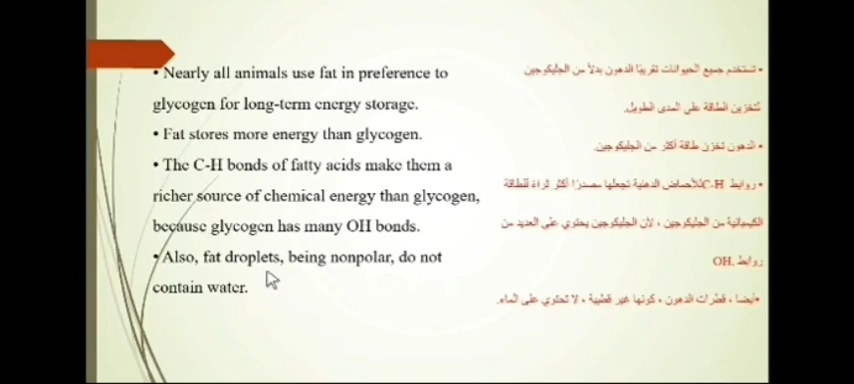 • Nearly all animals use fat in preference to
glycogen for long-term energy storage.
• Fat stores more energy than glycogen.
• The C-H bonds of fatty acids make them a
richer source of chemical energy than glycogen,
because glycogen has many OH bonds.
• Also, fat droplets, being nonpolar, do not
contain water.
• تستخدم جميع الحيوانات تقريبًا الدهون بدلاً من الجليكوجين
لتخزين الطاقة على المدى الطويل.
• الدهون تخزن طاقة أكثر من الجليكوجين.
• روابط C-H للأحماض الدهنية تجعلها مصدرًا أكثر ثراءً للطاقة
الكيميائية من الجليكوجين ، لأن الجليكوجين يحتوي على العديد من
روابط OH.
•أيضا ، قطرات الدهون ، كونها غير قطبية ، لا تحتوي على الماء.